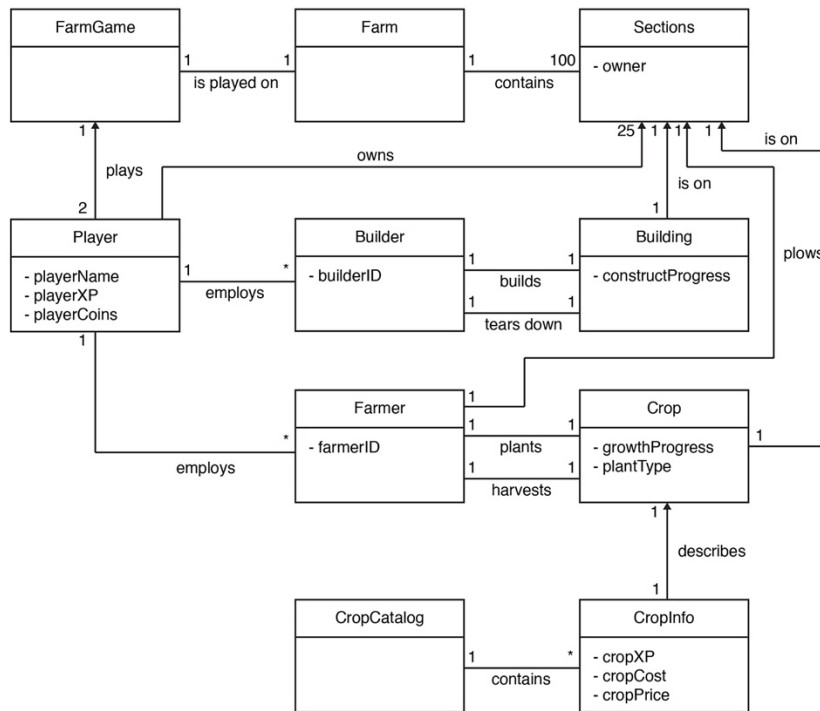 FarmGame
Farm
Sections
- owner
1
1
is played on
1
100
contains
1
25
1
1
1
is on
owns
plays
is on
2
1
plows
Player
- playerName
- playerXP
- playerCoins
Builder
- builderID
Building
- constructProgress
1
*
employs
1
1
builds
1
1
tears down
1
*
employs
Farmer
- farmerID
1
1
1
plants
1
1
harvests
Crop
- growthProgress
- plantType
1
1
describes
1
CropCatalog
CropInfo
- cropXP
- cropCost
- cropPrice
1
*
contains